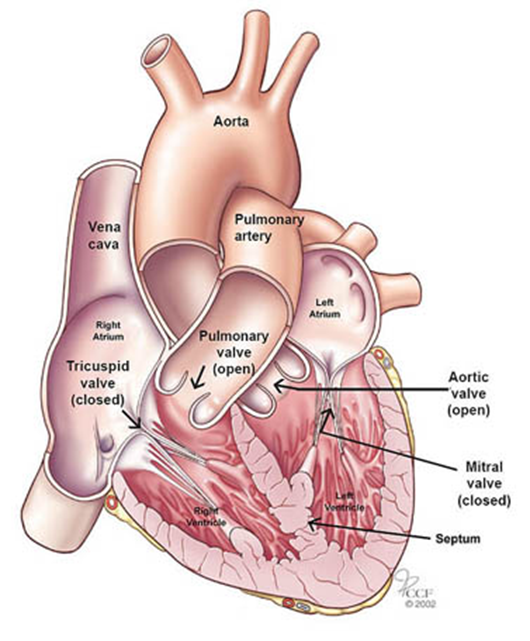 Aorta
Vena
cava
Pulmonary
artery
Right
Atrium
Left
Atrium
Pulmonary
valve
(open)
Tricuspid
valve
(closed)
Aortic
valve
(open)
Mitral
valve
(closed)
Right
Ventricle
Left
Ventricle
Septum
CCF
© 2002